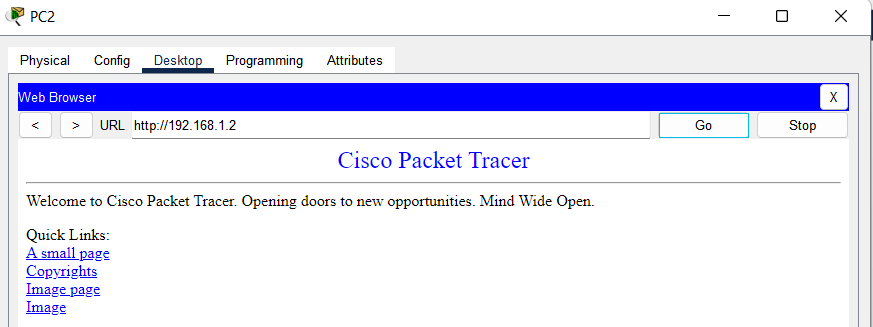 PC2
Physical Config Desktop Programming Attributes
Web Browser X
< > URL http://192.168.1.2 Go Stop
Cisco Packet Tracer
Welcome to Cisco Packet Tracer. Opening doors to new opportunities. Mind Wide Open.
Quick Links:
A small page
Copyrights
Image page
Image